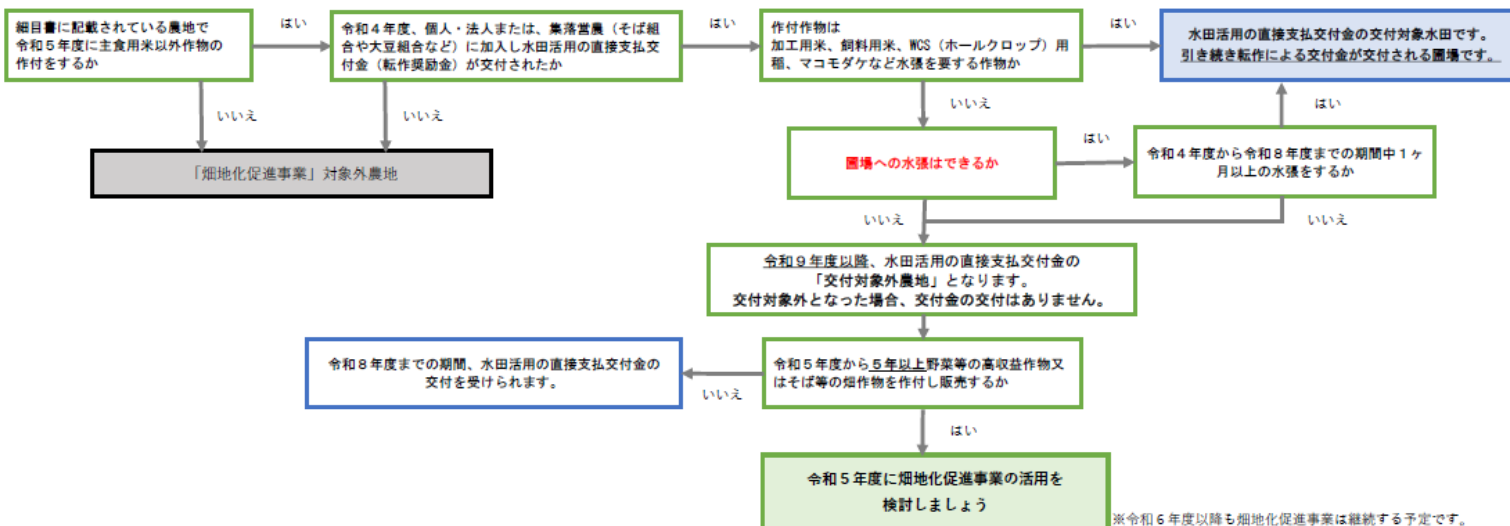 細目書に記載されている農地で
令和５年度に主食用米以外作物の
作付をするか
はい
令和４年度、個人・法人または、集落営農（そば組
合や大豆組合など）に加入し水田活用の直接支払交
付金（転作奨励金）が交付されたか
はい
作付作物は
加工用米、飼料用米、WCS（ホールクロップ）用
稲、マコモダケなど水張を要する作物か
はい
水田活用の直接支払交付金の交付対象水田です。
引き続き転作による交付金が交付される圃場です。
いいえ
いいえ
いいえ
はい
「畑地化促進事業」対象外農地
圃場への水張はできるか
はい
令和４年度から令和８年度までの期間中１ヶ
月以上の水張をするか
いいえ
いいえ
令和９年度以降、水田活用の直接支払交付金の
「交付対象外農地」となります。
交付対象外となった場合、交付金の交付はありません。
令和８年度までの期間、水田活用の直接支払交付金の
交付を受けられます。
いいえ
令和５年度から５年以上野菜等の高収益作物又
はそば等の畑作物を作付し販売するか
はい
令和５年度に畑地化促進事業の活用を
検討しましょう
※令和６年度以降も畑地化促進事業は継続する予定です。